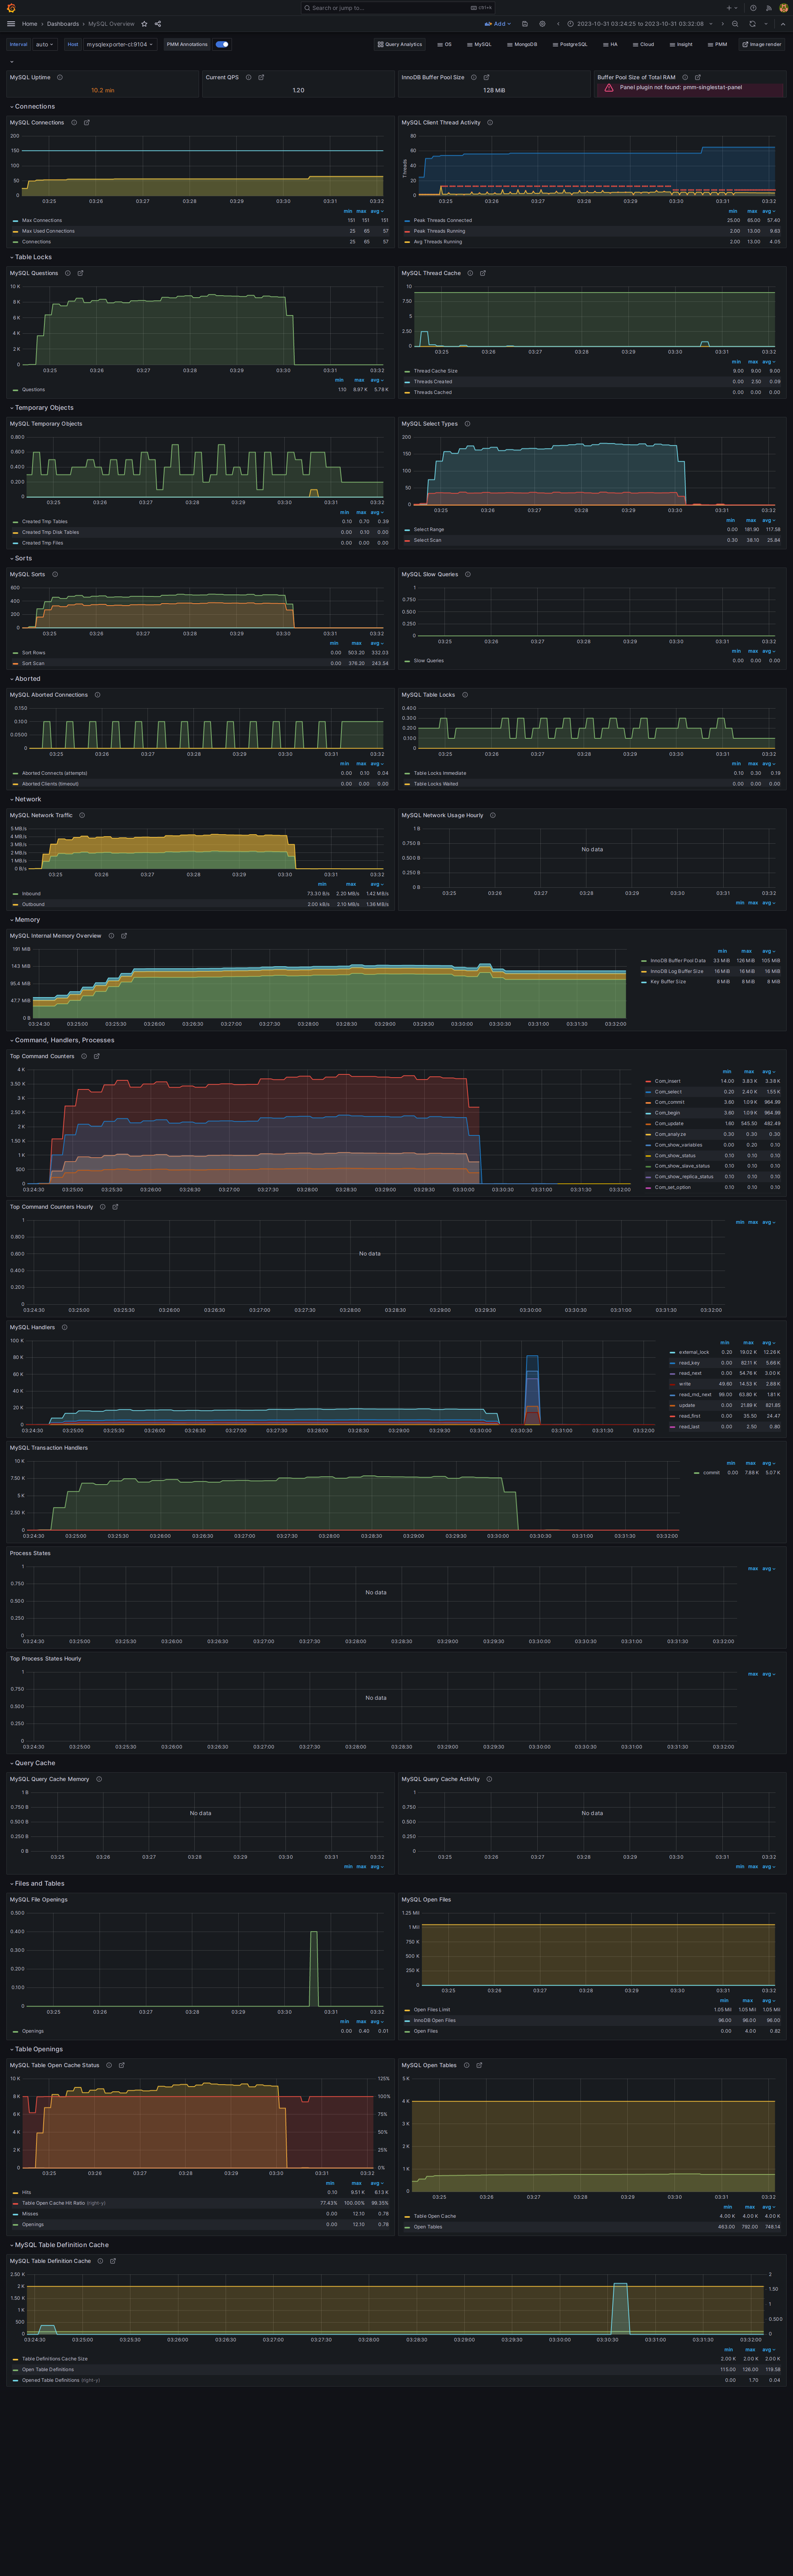 Search or jump to... ctrl+k
Home › Dashboards › MySQL Overview
Add
2023-10-31 03:24:25 to 2023-10-31 03:32:08
Interval auto Host mysqlexporter-cl:9104 PMM Annotations
Query Analytics OS MySQL MongoDB PostgreSQL HA Cloud Insight PMM Image render
MySQL Uptime
10.2 min
Current QPS
1.20
InnoDB Buffer Pool Size
128 MiB
Buffer Pool Size of Total RAM
Panel plugin not found: pmm-singlestat-panel
Connections
MySQL Connections
200
150
100
50
0
03:25 03:26 03:27 03:28 03:29 03:30 03:31 03:32
min max avg
Max Connections 151 151 151
Max Used Connections 25 65 57
Connections 25 65 57
MySQL Client Thread Activity
Threads
80
60
40
20
0
03:25 03:26 03:27 03:28 03:29 03:30 03:31 03:32
min max avg
Peak Threads Connected 25.00 65.00 57.40
Peak Threads Running 2.00 13.00 9.63
Avg Threads Running 2.00 13.00 4.05
Table Locks
MySQL Questions
10 K
8 K
6 K
4 K
2 K
0
03:25 03:26 03:27 03:28 03:29 03:30 03:31 03:32
min max avg
Questions 1.10 8.97 K 5.78 K
MySQL Thread Cache
10
7.50
5
2.50
0
03:25 03:26 03:27 03:28 03:29 03:30 03:31 03:32
min max avg
Thread Cache Size 9.00 9.00 9.00
Threads Created 0.00 2.50 0.09
Threads Cached 0.00 0.00 0.00
Temporary Objects
MySQL Temporary Objects
0.800
0.600
0.400
0.200
0
03:25 03:26 03:27 03:28 03:29 03:30 03:31 03:32
min max avg
Created Tmp Tables 0.10 0.70 0.39
Created Tmp Disk Tables 0.00 0.10 0.00
Created Tmp Files 0.00 0.00 0.00
MySQL Select Types
200
150
100
50
0
03:25 03:26 03:27 03:28 03:29 03:30 03:31 03:32
min max avg
Select Range 0.00 181.90 117.58
Select Scan 0.30 38.10 25.84
Sorts
MySQL Sorts
600
400
200
0
03:25 03:26 03:27 03:28 03:29 03:30 03:31 03:32
min max avg
Sort Rows 0.00 503.20 332.03
Sort Scan 0.00 376.20 243.54
MySQL Slow Queries
1
0.750
0.500
0.250
0
03:25 03:26 03:27 03:28 03:29 03:30 03:31 03:32
min max avg
Slow Queries 0.00 0.00 0.00
Aborted
MySQL Aborted Connections
0.150
0.100
0.0500
0
03:25 03:26 03:27 03:28 03:29 03:30 03:31 03:32
min max avg
Aborted Connects (attempts) 0.00 0.10 0.04
Aborted Clients (timeout) 0.00 0.00 0.00
MySQL Table Locks
0.400
0.300
0.200
0.100
0
03:25 03:26 03:27 03:28 03:29 03:30 03:31 03:32
min max avg
Table Locks Immediate 0.10 0.30 0.19
Table Locks Waited 0.00 0.00 0.00
Network
MySQL Network Traffic
5 MB/s
4 MB/s
3 MB/s
2 MB/s
1 MB/s
0 B/s
03:25 03:26 03:27 03:28 03:29 03:30 03:31 03:32
min max avg
Inbound 73.30 B/s 2.20 MB/s 1.42 MB/s
Outbound 2.00 kB/s 2.10 MB/s 1.38 MB/s
MySQL Network Usage Hourly
1 B
0.750 B
0.500 B
0.250 B
0 B
No data
03:25 03:26 03:27 03:28 03:29 03:30 03:31 03:32
min max avg
Memory
MySQL Internal Memory Overview
191 MiB
143 MiB
95.4 MiB
47.7 MiB
0 B
03:24:30 03:25:00 03:25:30 03:26:00 03:26:30 03:27:00 03:27:30 03:28:00 03:28:30 03:29:00 03:29:30 03:30:00 03:30:30 03:31:00 03:31:30 03:32:00
min max avg
InnoDB Buffer Pool Data 33 MiB 126 MiB 105 MiB
InnoDB Log Buffer Size 16 MiB 16 MiB 16 MiB
Key Buffer Size 8 MiB 8 MiB 8 MiB
Command, Handlers, Processes
Top Command Counters
4 K
3.50 K
3 K
2.50 K
2 K
1.50 K
1 K
500
0
03:24:30 03:25:00 03:25:30 03:26:00 03:26:30 03:27:00 03:27:30 03:28:00 03:28:30 03:29:00 03:29:30 03:30:00 03:30:30 03:31:00 03:31:30 03:32:00
min max avg
Com_insert 14.00 3.83 K 3.38 K
Com_select 0.20 2.40 K 1.55 K
Com_commit 3.60 1.09 K 964.99
Com_begin 3.60 1.09 K 964.99
Com_update 1.60 545.50 482.49
Com_analyze 0.30 0.30 0.30
Com_show_variables 0.00 0.20 0.10
Com_show_status 0.10 0.10 0.10
Com_show_slave_status 0.10 0.10 0.10
Com_show_replica_status 0.10 0.10 0.10
Com_set_option 0.10 0.10 0.10
Top Command Counters Hourly
1
0.800
0.600
0.400
0.200
0
No data
03:24:30 03:25:00 03:25:30 03:26:00 03:26:30 03:27:00 03:27:30 03:28:00 03:28:30 03:29:00 03:29:30 03:30:00 03:30:30 03:31:00 03:31:30 03:32:00
min max avg
MySQL Handlers
100 K
80 K
60 K
40 K
20 K
0
03:24:30 03:25:00 03:25:30 03:26:00 03:26:30 03:27:00 03:27:30 03:28:00 03:28:30 03:29:00 03:29:30 03:30:00 03:30:30 03:31:00 03:31:30 03:32:00
min max avg
external_lock 0.20 19.02 K 12.26 K
read_key 0.00 82.11 K 5.66 K
read_next 0.00 54.76 K 3.00 K
write 49.60 14.53 K 2.88 K
read_rnd_next 98.00 63.80 K 1.81 K
update 0.00 21.89 K 821.65
read_first 0.00 35.50 24.47
read_last 0.00 2.50 0.80
MySQL Transaction Handlers
10 K
7.50 K
5 K
2.50 K
0
03:24:30 03:25:00 03:25:30 03:26:00 03:26:30 03:27:00 03:27:30 03:28:00 03:28:30 03:29:00 03:29:30 03:30:00 03:30:30 03:31:00 03:31:30 03:32:00
min max avg
commit 0.00 7.89 K 5.07 K
Process States
1
0.750
0.500
0.250
0
No data
03:24:30 03:25:00 03:25:30 03:26:00 03:26:30 03:27:00 03:27:30 03:28:00 03:28:30 03:29:00 03:29:30 03:30:00 03:30:30 03:31:00 03:31:30 03:32:00
max avg
Top Process States Hourly
1
0.750
0.500
0.250
0
No data
03:24:30 03:25:00 03:25:30 03:26:00 03:26:30 03:27:00 03:27:30 03:28:00 03:28:30 03:29:00 03:29:30 03:30:00 03:30:30 03:31:00 03:31:30 03:32:00
max avg
Query Cache
MySQL Query Cache Memory
1 B
0.750 B
0.500 B
0.250 B
0 B
No data
03:25 03:26 03:27 03:28 03:29 03:30 03:31 03:32
min max avg
MySQL Query Cache Activity
1
0.750
0.500
0.250
0
No data
03:25 03:26 03:27 03:28 03:29 03:30 03:31 03:32
min max avg
Files and Tables
MySQL File Openings
0.500
0.400
0.300
0.200
0.100
0
03:25 03:26 03:27 03:28 03:29 03:30 03:31 03:32
min max avg
Openings 0.00 0.40 0.01
MySQL Open Files
1.25 Mil
1 Mil
750 K
500 K
250 K
0
03:25 03:26 03:27 03:28 03:29 03:30 03:31 03:32
min max avg
Open Files Limit 1.05 Mil 1.05 Mil 1.05 Mil
InnoDB Open Files 96.00 96.00 96.00
Open Files 0.00 4.00 0.82
Table Openings
MySQL Table Open Cache Status
10 K
8 K
6 K
4 K
2 K
0
125%
100%
75%
50%
25%
0%
03:25 03:26 03:27 03:28 03:29 03:30 03:31 03:32
min max avg
Hits 0.10 9.51 K 6.13 K
Table Open Cache Hit Ratio (right-y) 77.43% 100.00% 99.35%
Misses 0.00 12.10 0.78
Openings 0.00 12.10 0.78
MySQL Open Tables
5 K
4 K
3 K
2 K
1 K
0
03:25 03:26 03:27 03:28 03:29 03:30 03:31 03:32
min max avg
Table Open Cache 4.00 K 4.00 K 4.00 K
Open Tables 463.00 792.00 749.14
MySQL Table Definition Cache
MySQL Table Definition Cache
2.50 K
2 K
1.50 K
1 K
500
0
2
1.50
1
0.500
0
03:24:30 03:25:00 03:25:30 03:26:00 03:26:30 03:27:00 03:27:30 03:28:00 03:28:30 03:29:00 03:29:30 03:30:00 03:30:30 03:31:00 03:31:30 03:32:00
min max avg
Table Definitions Cache Size 2.00 K 2.00 K 2.00 K
Open Table Definitions 115.00 126.00 119.58
Opened Table Definitions (right-y) 0.00 1.70 0.04